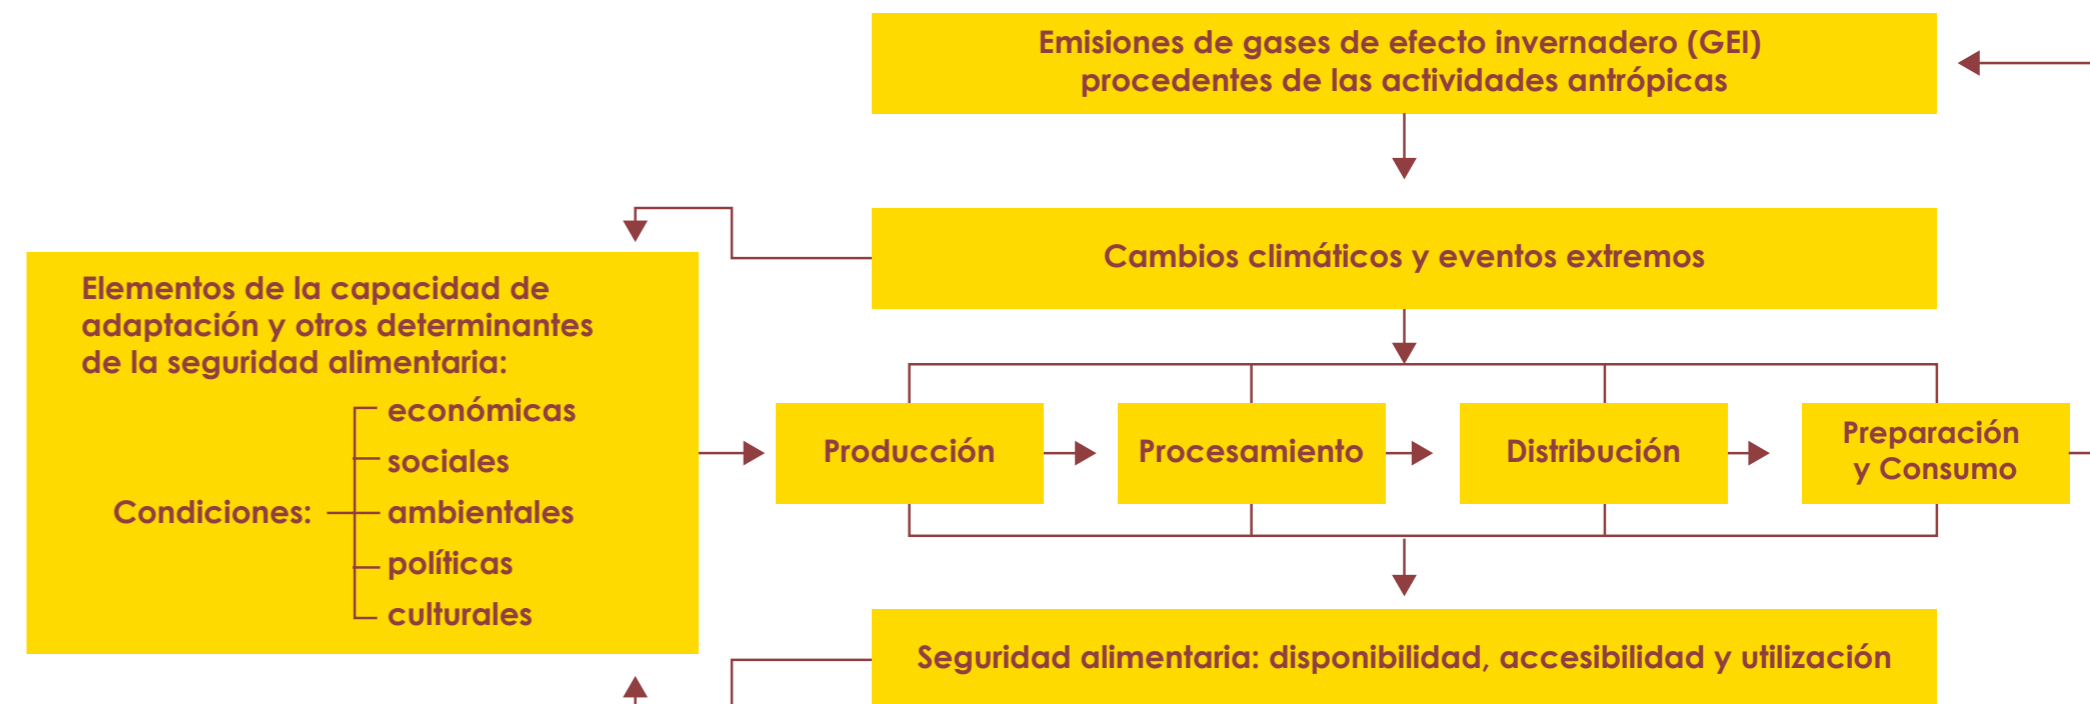 Emisiones de gases de efecto invernadero (GEI)
procedentes de las actividades antrópicas
Cambios climáticos y eventos extremos
Elementos de la capacidad de
adaptación y otros determinantes
de la seguridad alimentaria:
Condiciones:
económicas
sociales
ambientales
políticas
culturales
Producción
Procesamiento
Distribución
Preparación
y Consumo
Seguridad alimentaria: disponibilidad, accesibilidad y utilización